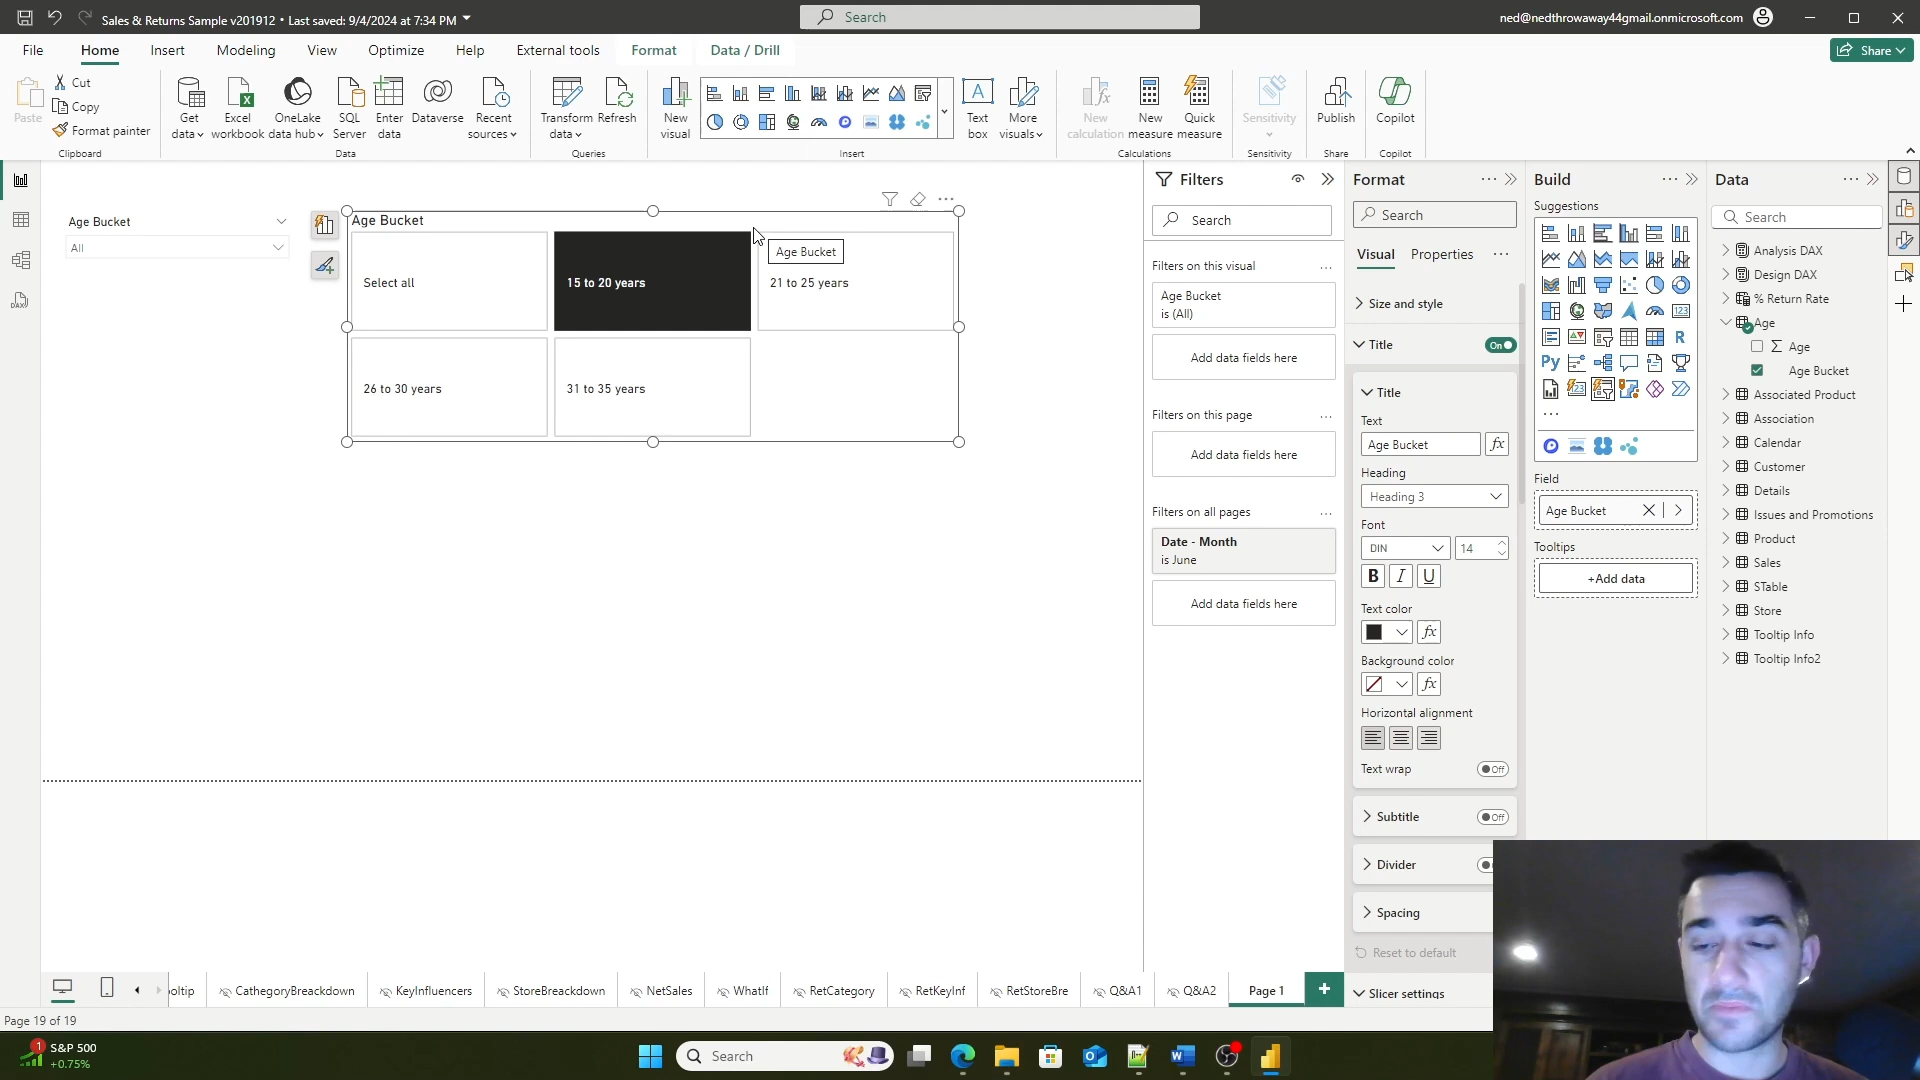 Sales & Returns Sample v201912 • Last saved: 9/4/2024 at 7:34 PM
Search
ned@nedthrowaway44gmail.onmicrosoft.com
File
Home
Insert
Modeling
View
Optimize
Help
External tools
Format
Data / Drill
Share
Paste
Cut
Copy
Format painter
Clipboard
Get data
Excel workbook
OneLake data hub
SQL Server
Enter data
Dataverse
Recent sources
Data
Transform data
Refresh
Queries
New visual
Text box
More visuals
Insert
New calculation
New measure
Quick measure
Calculations
Sensitivity
Sensitivity
Publish
Share
Copilot
Copilot
Age Bucket
All
Age Bucket
Select all
15 to 20 years
21 to 25 years
Age Bucket
26 to 30 years
31 to 35 years
Filters
Search
Filters on this visual
Age Bucket
is (All)
Add data fields here
Filters on this page
Add data fields here
Filters on all pages
Date - Month
is June
Add data fields here
Format
Search
Visual
Properties
Size and style
Title
On
Title
Text
Age Bucket
fx
Heading
Heading 3
Font
DIN
14
B
I
U
Text color
fx
Background color
fx
Horizontal alignment
Text wrap
Off
Subtitle
Off
Divider
Spacing
Reset to default
Slicer settings
Build
Suggestions
123
R
Py
123
Field
Age Bucket
Tooltips
+Add data
Data
Search
Analysis DAX
Design DAX
% Return Rate
Age
Age
Age Bucket
Associated Product
Association
Calendar
Customer
Details
Issues and Promotions
Product
Sales
STable
Store
Tooltip Info
Tooltip Info2
DAX
ooltip
CathegoryBreakdown
KeyInfluencers
StoreBreakdown
NetSales
WhatIf
RetCategory
RetKeyInf
RetStoreBre
Q&A1
Q&A2
Page 1
+
Page 19 of 19
1
S&P 500
+0.75%
Search